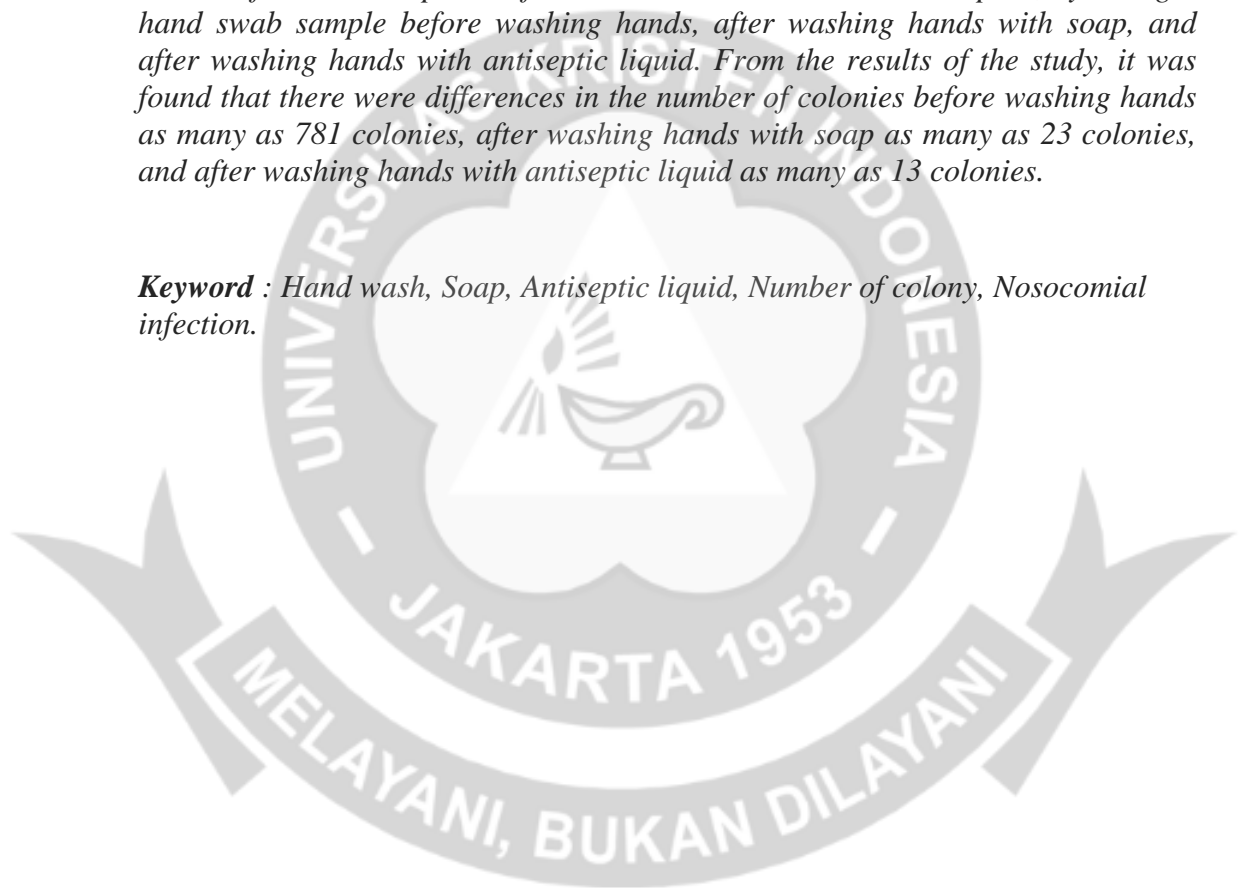 hand swab sample before washing hands, after washing hands with soap, and
after washing hands with antiseptic liquid. From the results of the study, it was
found that there were differences in the number of colonies before washing hands
as many as 781 colonies, after washing hands with soap as many as 23 colonies,
and after washing hands with antiseptic liquid as many as 13 colonies.
Keyword : Hand wash, Soap, Antiseptic liquid, Number of colony, Nosocomial
infection.
UNIVERSITAS KRISTEN INDONESIA
JAKARTA 1953
MELAYANI, BUKAN DILAYANI